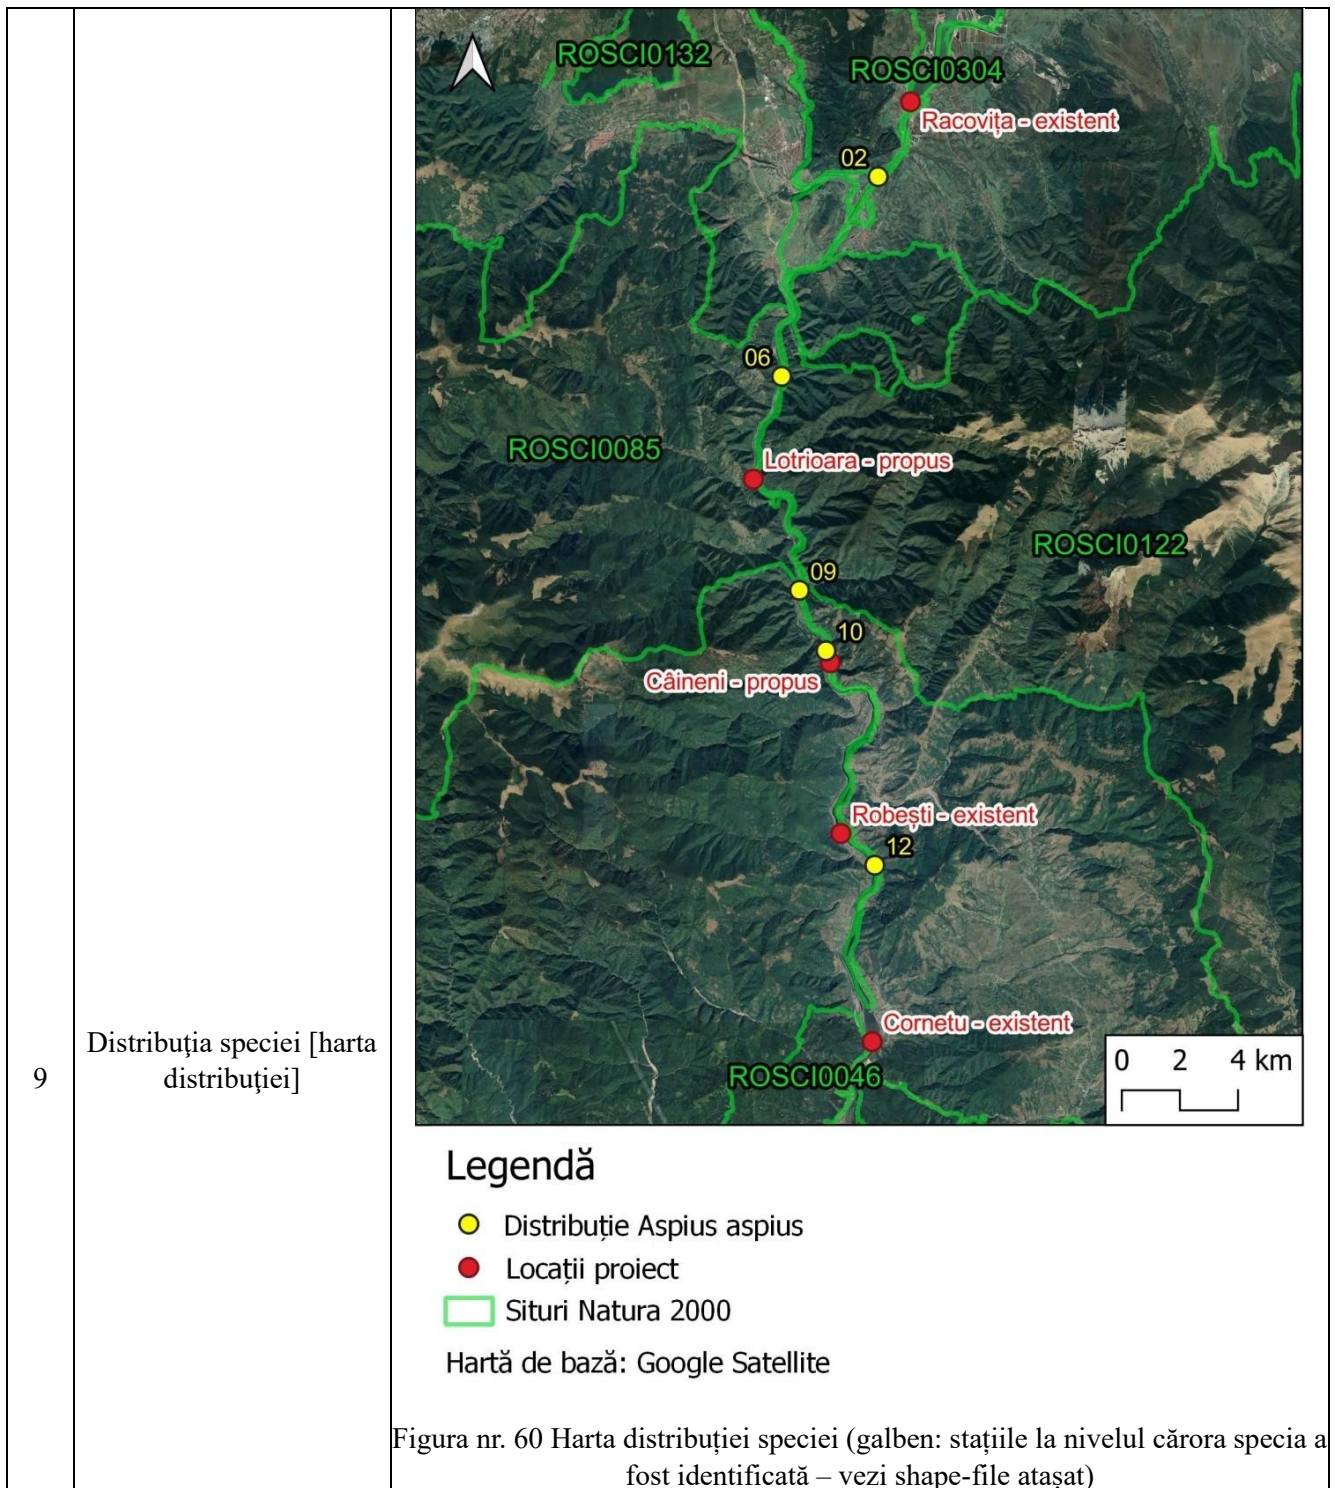 9
Distribuţia speciei [harta
distribuţiei]
ROSCI0132
ROSCI0304
Racovița - existent
02
06
ROSCI0085
Lotrioara - propus
ROSCI0122
09
10
Câineni - propus
Robești - existent
12
Cornetu - existent
ROSCI0046
0 2 4 km
Legendă
Distribuție Aspius aspius
Locații proiect
Situri Natura 2000
Hartă de bază: Google Satellite
Figura nr. 60 Harta distribuției speciei (galben: stațiile la nivelul cărora specia a
fost identificată – vezi shape-file atașat)